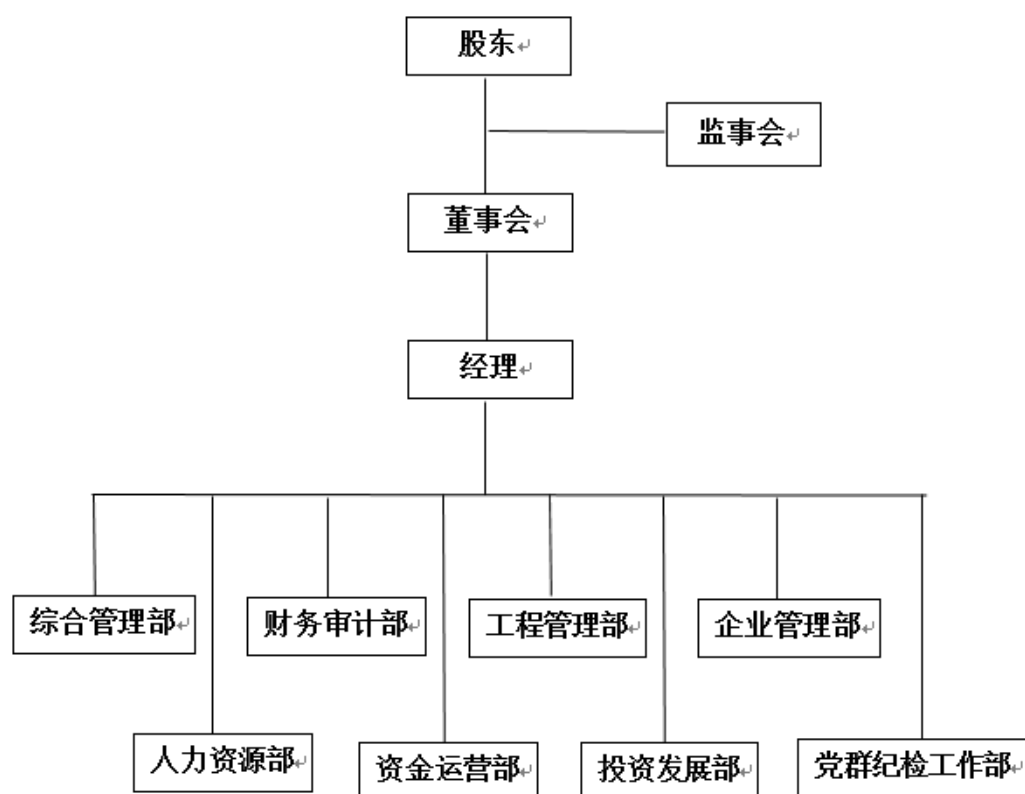 股东
监事会
董事会
经理
综合管理部
财务审计部
工程管理部
企业管理部
人力资源部
资金运营部
投资发展部
党群纪检工作部